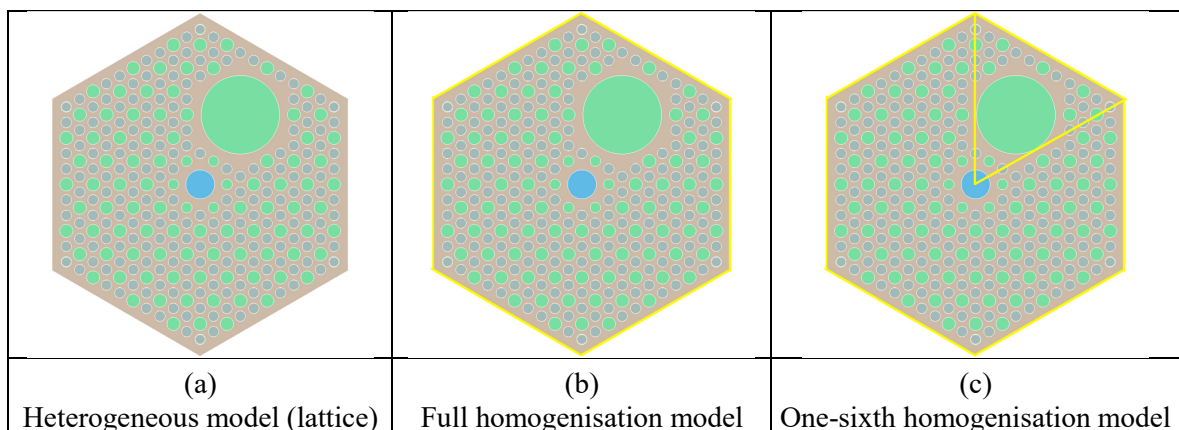 (a)
Heterogeneous model (lattice)
(b)
Full homogenisation model
(c)
One-sixth homogenisation model